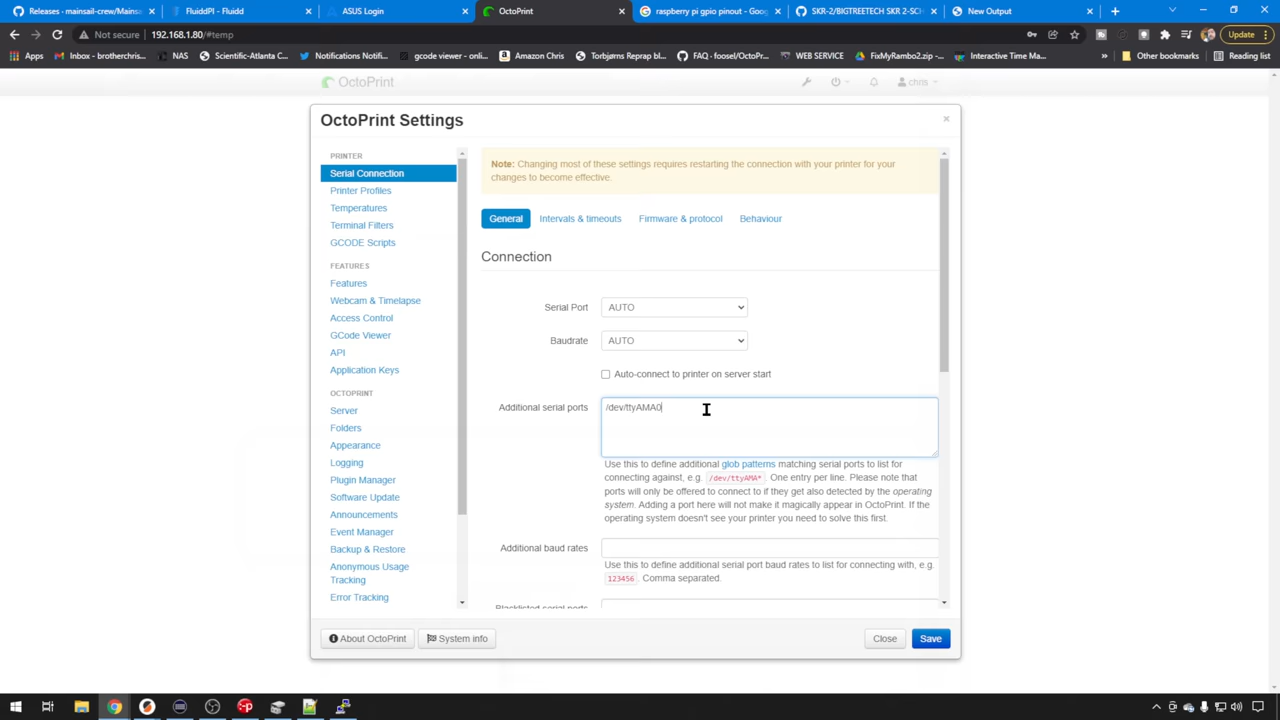 Releases · mainsail-crew/Mainsa
FluiddPI - Fluidd
ASUS Login
OctoPrint
raspberry pi gpio pinout - Goog
SKR-2/BIGTREETECH SKR 2-SCH
New Output
Not secure
192.168.1.80/#temp
Update
Apps
Inbox - brotherchris...
NAS
Scientific-Atlanta C...
Notifications Notifi...
gcode viewer - onli...
Amazon Chris
Torbjørns Reprap bl...
FAQ · foosel/OctoPr...
WEB SERVICE
FixMyRambo2.zip -...
Interactive Time Ma...
Other bookmarks
Reading list
OctoPrint
chris
OctoPrint Settings
PRINTER
Serial Connection
Printer Profiles
Temperatures
Terminal Filters
GCODE Scripts
FEATURES
Features
Webcam & Timelapse
Access Control
GCode Viewer
API
Application Keys
OCTOPRINT
Server
Folders
Appearance
Logging
Plugin Manager
Software Update
Announcements
Event Manager
Backup & Restore
Anonymous Usage
Tracking
Error Tracking
Note: Changing most of these settings requires restarting the connection with your printer for your
changes to become effective.
General
Intervals & timeouts
Firmware & protocol
Behaviour
Connection
Serial Port
AUTO
Baudrate
AUTO
Auto-connect to printer on server start
Additional serial ports
/dev/ttyAMA0
Use this to define additional glob patterns matching serial ports to list for
connecting against, e.g. /dev/ttyAMA* . One entry per line. Please note that
ports will only be offered to connect to if they get also detected by the operating
system. Adding a port here will not make it magically appear in OctoPrint. If the
operating system doesn't see your printer you need to solve this first.
Additional baud rates
Use this to define additional serial port baud rates to list for connecting with, e.g.
123456 . Comma separated.
Blacklisted serial ports
About OctoPrint
System info
Close
Save